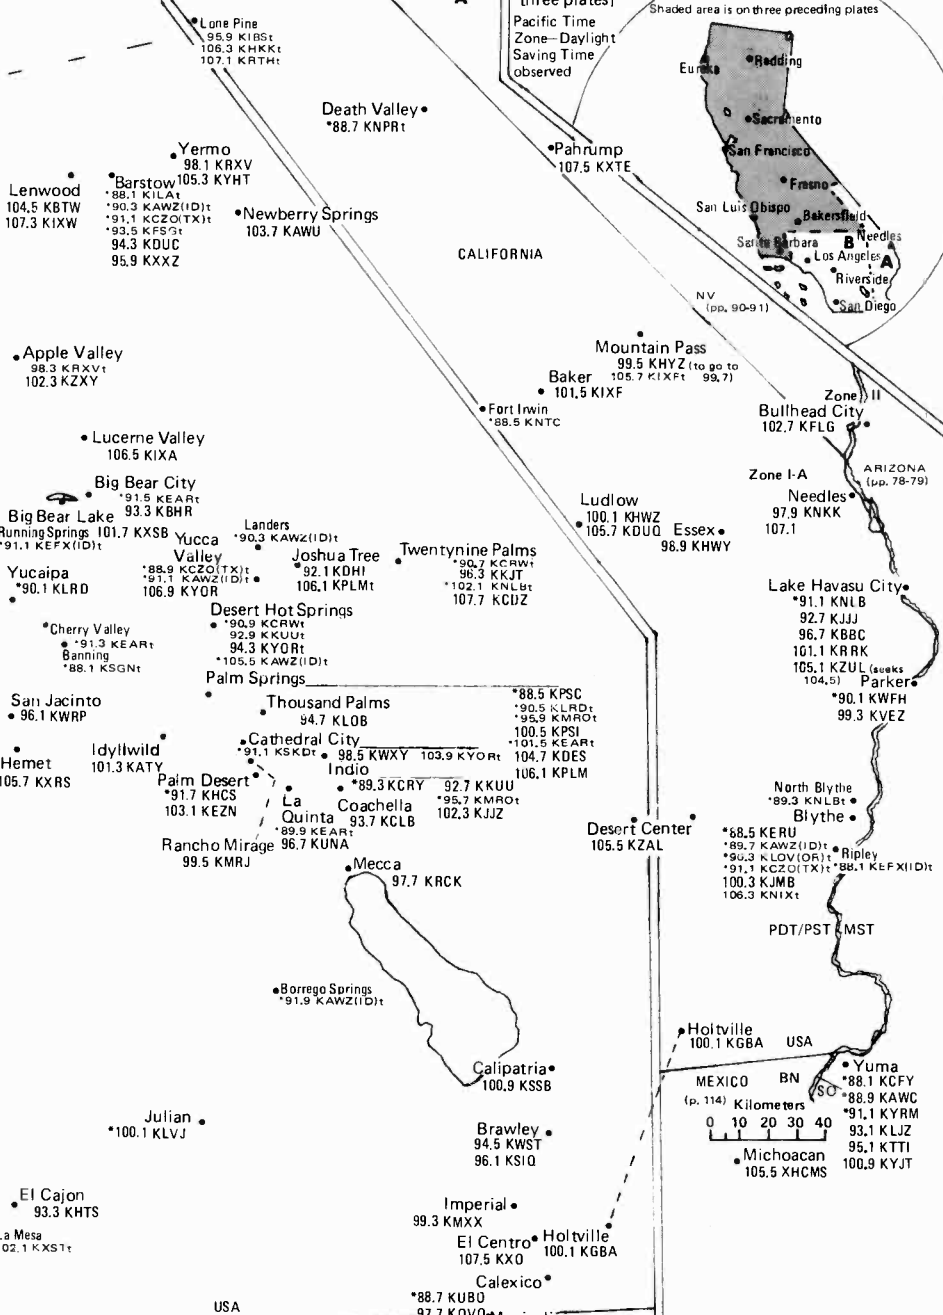 three plates]
Pacific Time
Zone—Daylight
Saving Time
observed
Shaded area is on three preceding plates
Eureka
Redding
Sacramento
San Francisco
Fresno
San Luis Obispo
Bakersfield
Santa Barbara
B
Needles
Los Angeles
A
Riverside
San Diego
Lone Pine
95.9 KIBSt
106.3 KHKKt
107.1 KRTHt
Death Valley
*88.7 KNPRt
Pahrump
107.5 KXTE
Yermo
98.1 KRXV
105.3 KYHT
Lenwood
104.5 KBTW
107.3 KIXW
Barstow
*88.1 KILAt
*90.3 KAWZ(ID)t
*91.1 KCZO(TX)t
*93.5 KFSGt
94.3 KDUC
95.9 KXXZ
Newberry Springs
103.7 KAWU
CALIFORNIA
NV
(pp. 90-91)
Apple Valley
98.3 KRXVt
102.3 KZXY
Mountain Pass
99.5 KHYZ (to go to
105.7 KIXFt 99.7)
Baker
101.5 KIXF
Fort Irwin
*88.5 KNTC
Zone II
Bullhead City
102.7 KFLG
Lucerne Valley
106.5 KIXA
Zone I-A
ARIZONA
(pp. 78-79)
Big Bear City
*91.5 KEARt
93.3 KBHR
Needles
97.9 KNKK
107.1
Big Bear Lake
101.7 KXSB
Running Springs
*91.1 KEFX(ID)t
Ludlow
100.1 KHWZ
105.7 KDUQ
Essex
98.9 KHWY
Landers
*90.3 KAWZ(ID)t
Yucca
Valley
*88.9 KCZO(TX)t
*91.1 KAWZ(ID)t
106.9 KYOR
Joshua Tree
92.1 KDHI
106.1 KPLMt
Twentynine Palms
*90.7 KCRWt
96.3 KKJT
*102.1 KNLBt
107.7 KCDZ
Yucaipa
*90.1 KLRD
Lake Havasu City
*91.1 KNLB
92.7 KJJJ
96.7 KBBC
101.1 KRRK
105.1 KZUL (seeks
104.5)
Desert Hot Springs
*90.9 KCRWt
92.9 KKUUt
94.3 KYORt
*105.5 KAWZ(ID)t
Cherry Valley
*91.3 KEARt
Banning
*88.1 KSGNt
Parker
*90.1 KWFH
99.3 KVEZ
Palm Springs
*88.5 KPSC
*90.5 KLRDt
*95.9 KMROt
100.5 KPSI
*101.5 KEARt
104.7 KDES
106.1 KPLM
San Jacinto
96.1 KWRP
Thousand Palms
94.7 KLOB
Cathedral City
*91.1 KSKDt
98.5 KWXY 103.9 KYORt
Hemet
105.7 KXRS
Idyllwild
101.3 KATY
Indio
*89.3 KCRY 92.7 KKUU
*95.7 KMROt
102.3 KJJZ
Palm Desert
*91.7 KHCS
103.1 KEZN
La
Quinta
*89.9 KEARt
96.7 KUNA
Coachella
93.7 KCLB
North Blythe
*89.3 KNLBt
Blythe
*88.5 KERU
*89.7 KAWZ(ID)t
*90.3 KLOV(OR)t
*91.1 KCZO(TX)t
100.3 KJMB
106.3 KNIXt
Desert Center
105.5 KZAL
Ripley
*88.1 KEFX(ID)t
Rancho Mirage
99.5 KMRJ
Mecca
97.7 KRCK
PDT/PST
MST
Borrego Springs
*91.9 KAWZ(ID)t
Holtville
100.1 KGBA
USA
Calipatria
100.9 KSSB
MEXICO
(p. 114)
BN
SO
Kilometers
0 10 20 30 40
Yuma
*88.1 KCFY
*88.9 KAWC
*91.1 KYRM
93.1 KLJZ
95.1 KTTI
100.9 KYJT
Julian
*100.1 KLVJ
Brawley
94.5 KWST
96.1 KSIQ
Michoacan
105.5 XHCMS
El Cajon
93.3 KHTS
Imperial
99.3 KMXX
La Mesa
102.1 KXSTt
El Centro
107.5 KXO
Holtville
100.1 KGBA
Calexico
*88.7 KUBO
97.7 KQVO
USA